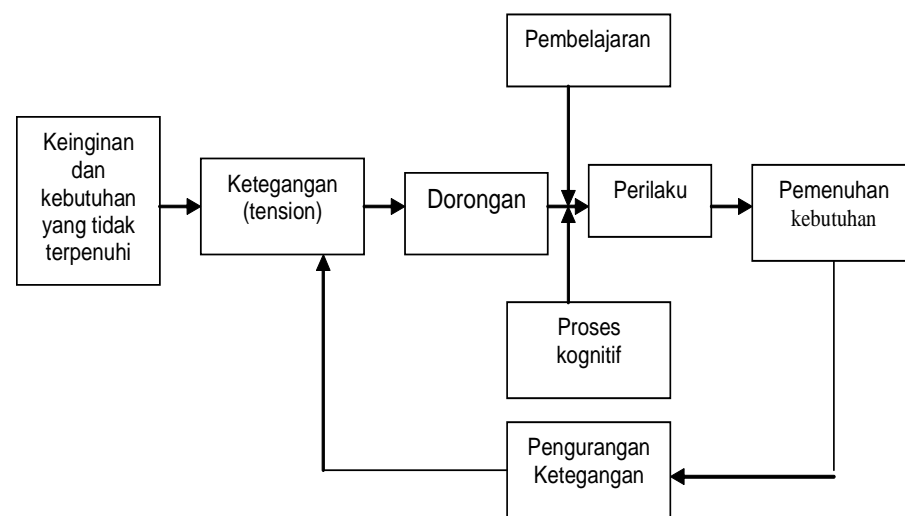 Pembelajaran
Keinginan
dan
kebutuhan
yang tidak
terpenuhi
Ketegangan
(tension)
Dorongan
Perilaku
Pemenuhan
kebutuhan
Proses
kognitif
Pengurangan
Ketegangan